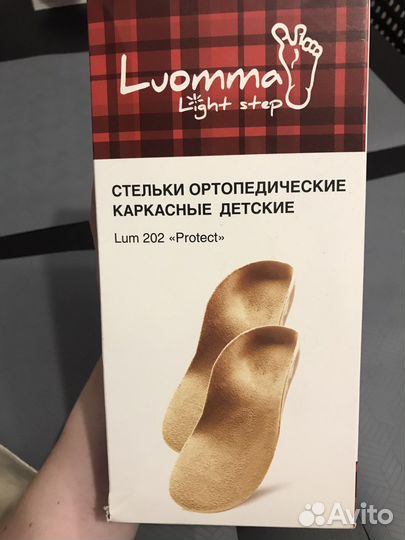 Luomma
Light step
СТЕЛЬКИ ОРТОПЕДИЧЕСКИЕ
КАРКАСНЫЕ ДЕТСКИЕ
Lum 202 «Protect»
Avito